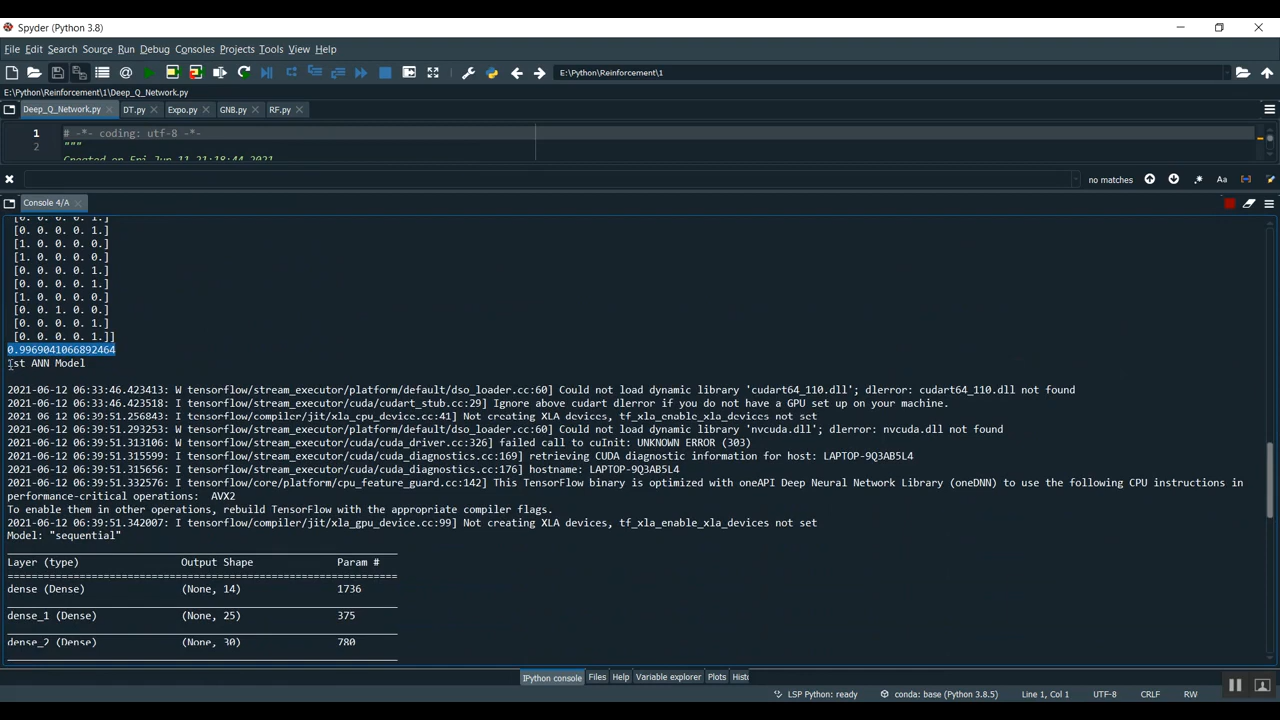 Spyder (Python 3.8)
File Edit Search Source Run Debug Consoles Projects Tools View Help
E:\Python\Reinforcement\1
E:\Python\Reinforcement\1\Deep_Q_Network.py
Deep_Q_Network.py DT.py Expo.py GNB.py RF.py
1 # -*- coding: utf-8 -*-
2 """
Created on Fri Jun 11 21:18:44 2021
no matches Aa
Console 4/A
[0. 0. 0. 0. 1.]
[0. 0. 0. 0. 1.]
[1. 0. 0. 0. 0.]
[1. 0. 0. 0. 0.]
[0. 0. 0. 0. 1.]
[0. 0. 0. 0. 1.]
[1. 0. 0. 0. 0.]
[0. 0. 1. 0. 0.]
[0. 0. 0. 0. 1.]
[0. 0. 0. 0. 1.]]
0.9969041066892464
1st ANN Model
2021-06-12 06:33:46.423413: W tensorflow/stream_executor/platform/default/dso_loader.cc:60] Could not load dynamic library 'cudart64_110.dll'; dlerror: cudart64_110.dll not found
2021-06-12 06:33:46.423518: I tensorflow/stream_executor/cuda/cudart_stub.cc:29] Ignore above cudart dlerror if you do not have a GPU set up on your machine.
2021-06-12 06:39:51.256843: I tensorflow/compiler/jit/xla_cpu_device.cc:41] Not creating XLA devices, tf_xla_enable_xla_devices not set
2021-06-12 06:39:51.293253: W tensorflow/stream_executor/platform/default/dso_loader.cc:60] Could not load dynamic library 'nvcuda.dll'; dlerror: nvcuda.dll not found
2021-06-12 06:39:51.313106: W tensorflow/stream_executor/cuda/cuda_driver.cc:326] failed call to cuInit: UNKNOWN ERROR (303)
2021-06-12 06:39:51.315599: I tensorflow/stream_executor/cuda/cuda_diagnostics.cc:169] retrieving CUDA diagnostic information for host: LAPTOP-9Q3AB5L4
2021-06-12 06:39:51.315656: I tensorflow/stream_executor/cuda/cuda_diagnostics.cc:176] hostname: LAPTOP-9Q3AB5L4
2021-06-12 06:39:51.332576: I tensorflow/core/platform/cpu_feature_guard.cc:142] This TensorFlow binary is optimized with oneAPI Deep Neural Network Library (oneDNN) to use the following CPU instructions in
performance-critical operations: AVX2
To enable them in other operations, rebuild TensorFlow with the appropriate compiler flags.
2021-06-12 06:39:51.342007: I tensorflow/compiler/jit/xla_gpu_device.cc:99] Not creating XLA devices, tf_xla_enable_xla_devices not set
Model: "sequential"
Layer (type) Output Shape Param #
dense (Dense) (None, 14) 1736
dense_1 (Dense) (None, 25) 375
dense_2 (Dense) (None, 30) 780
IPython console Files Help Variable explorer Plots
LSP Python: ready conda: base (Python 3.8.5) Line 1, Col 1 UTF-8 CRLF RW